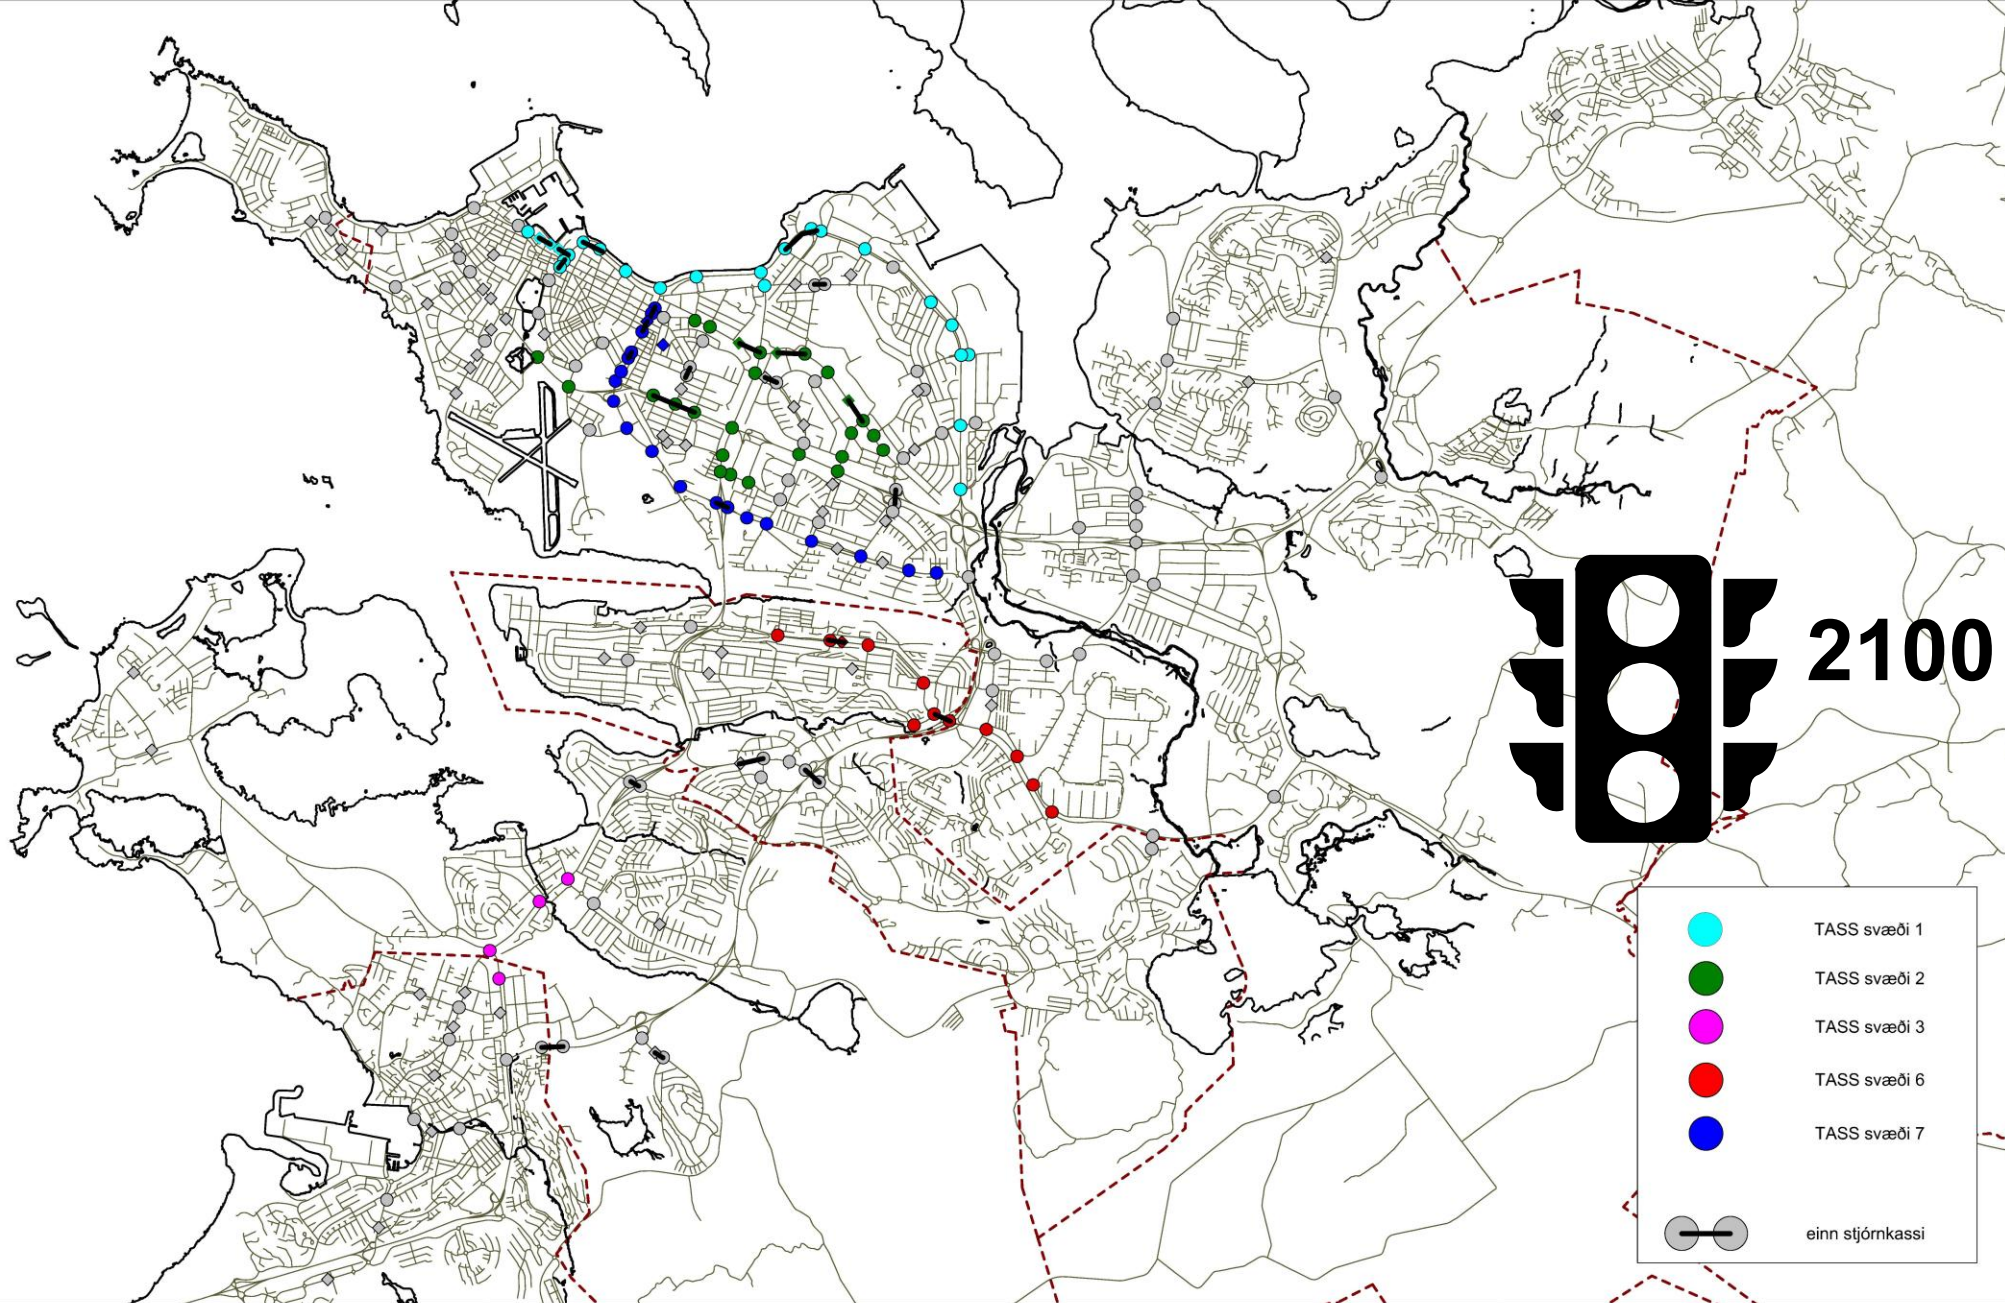 2100
TASS svæði 1
TASS svæði 2
TASS svæði 3
TASS svæði 6
TASS svæði 7
einn stjórnkassi